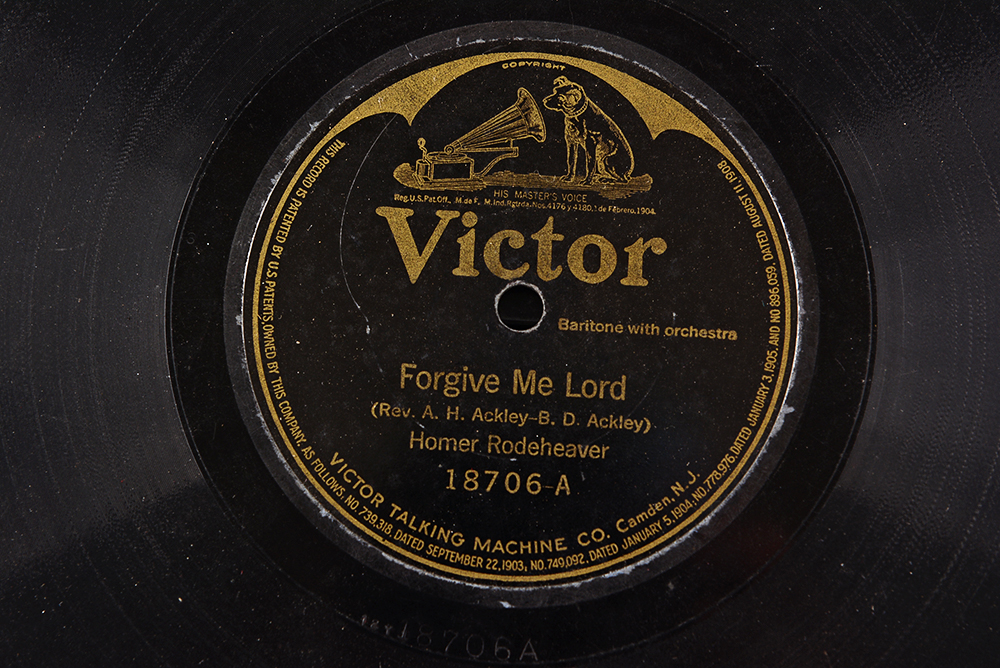 COPYRIGHT
HIS MASTER'S VOICE
Reg.U.S.Pat.Off., M.de F., M.Ind.Rgtrda.Nos.4176 y 4180.1 de Febrero,1904.
Victor
Baritone with orchestra
Forgive Me Lord
(Rev. A. H. Ackley-B. D. Ackley)
Homer Rodeheaver
18706-A
VICTOR TALKING MACHINE CO. Camden, N.J.
THIS RECORD IS PATENTED BY U.S. PATENTS, OWNED BY THIS COMPANY, AS FOLLOWS: NO. 739,318, DATED SEPTEMBER 22, 1903; NO. 749,092, DATED JANUARY 5, 1904; NO. 778,976, DATED JANUARY 3, 1905, AND NO 896,059, DATED AUGUST 11, 1908
18706A